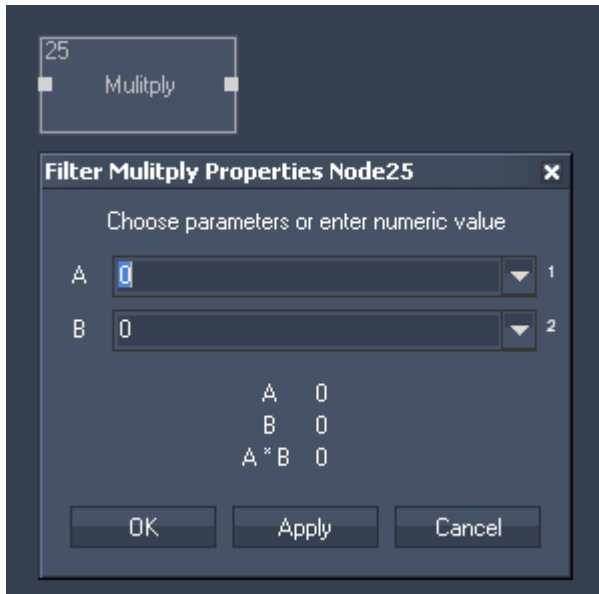 25
Mulitply
Filter Mulitply Properties Node25
Choose parameters or enter numeric value
A 0 1
B 0 2
A 0
B 0
A * B 0
OK Apply Cancel